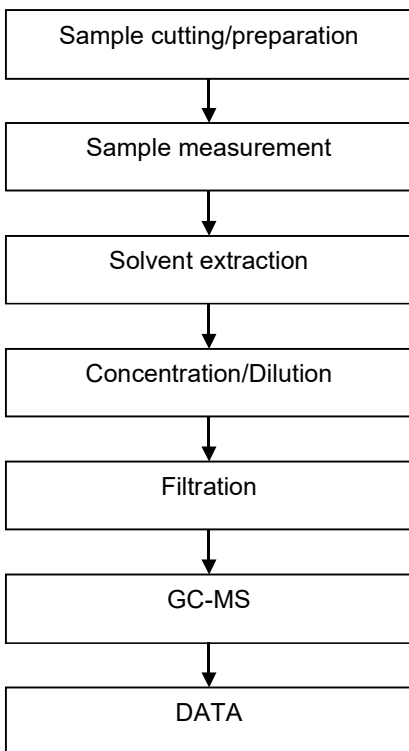 Sample cutting/preparation
Sample measurement
Solvent extraction
Concentration/Dilution
Filtration
GC-MS
DATA